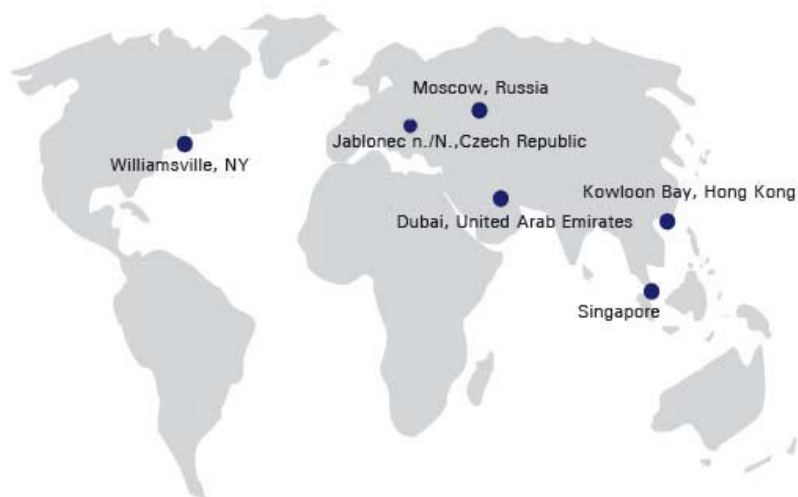 Moscow, Russia
Jablonec n./N.,Czech Republic
Williamsville, NY
Kowloon Bay, Hong Kong
Dubai, United Arab Emirates
Singapore